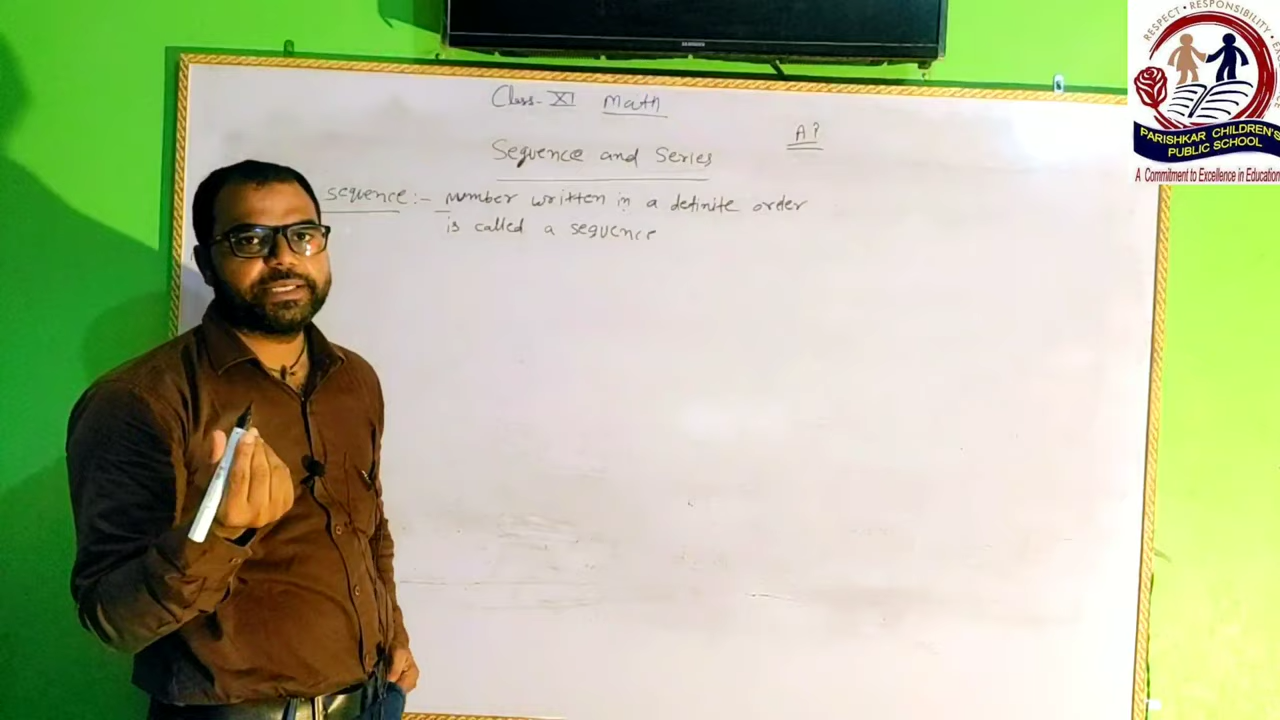 Class-XI Math
A?
Sequence and Series
sequence:- Number written in a definite order
is called a sequence
SAMSUNG
RESPECT • RESPONSIBILITY •
PARISHKAR CHILDREN'S
PUBLIC SCHOOL
A Commitment to Excellence in Education